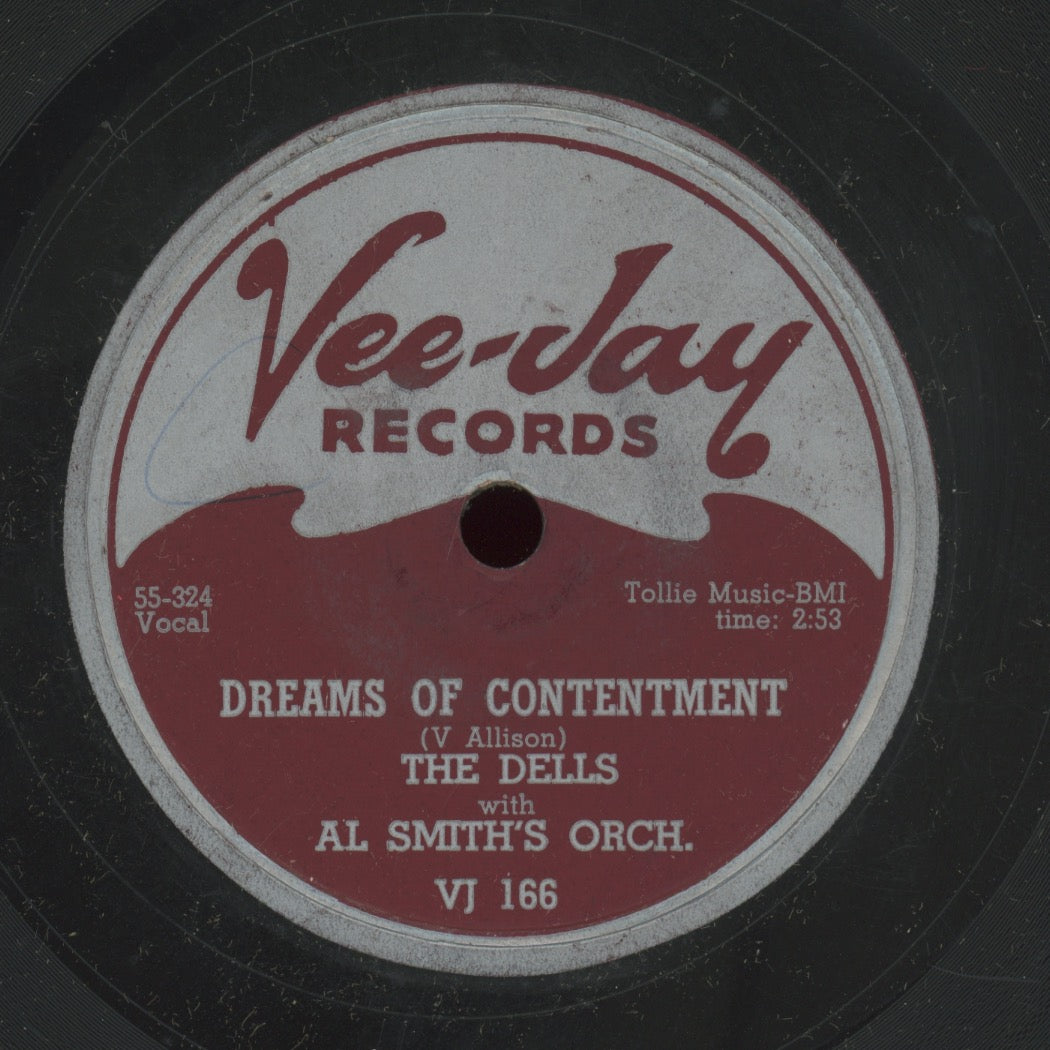 Vee-Jay
RECORDS
55-324
Vocal
Tollie Music-BMI
time: 2:53
DREAMS OF CONTENTMENT
(V Allison)
THE DELLS
with
AL SMITH'S ORCH.
VJ 166